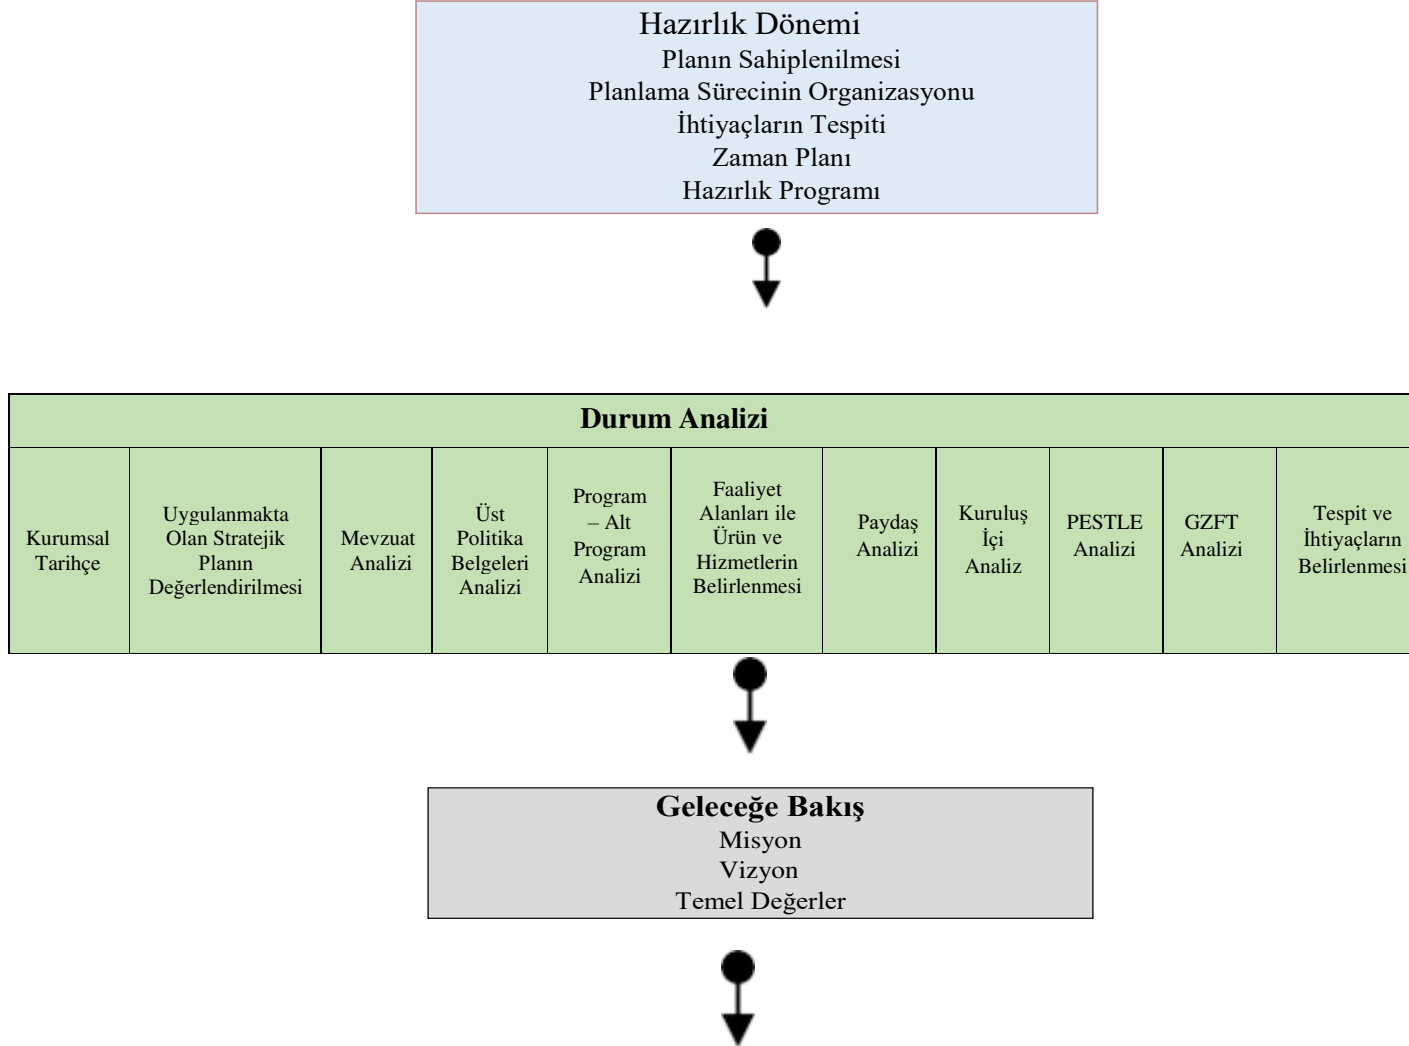 Hazırlık Dönemi
Planın Sahiplenilmesi
Planlama Sürecinin Organizasyonu
İhtiyaçların Tespiti
Zaman Planı
Hazırlık Programı
Durum Analizi
Kurumsal
Tarihçe
Uygulanmakta
Olan Stratejik
Planın
Değerlendirilmesi
Mevzuat
Analizi
Üst
Politika
Belgeleri
Analizi
Program
– Alt
Program
Analizi
Faaliyet
Alanları ile
Ürün ve
Hizmetlerin
Belirlenmesi
Paydaş
Analizi
Kuruluş
İçi
Analiz
PESTLE
Analizi
GZFT
Analizi
Tespit ve
İhtiyaçların
Belirlenmesi
Geleceğe Bakış
Misyon
Vizyon
Temel Değerler